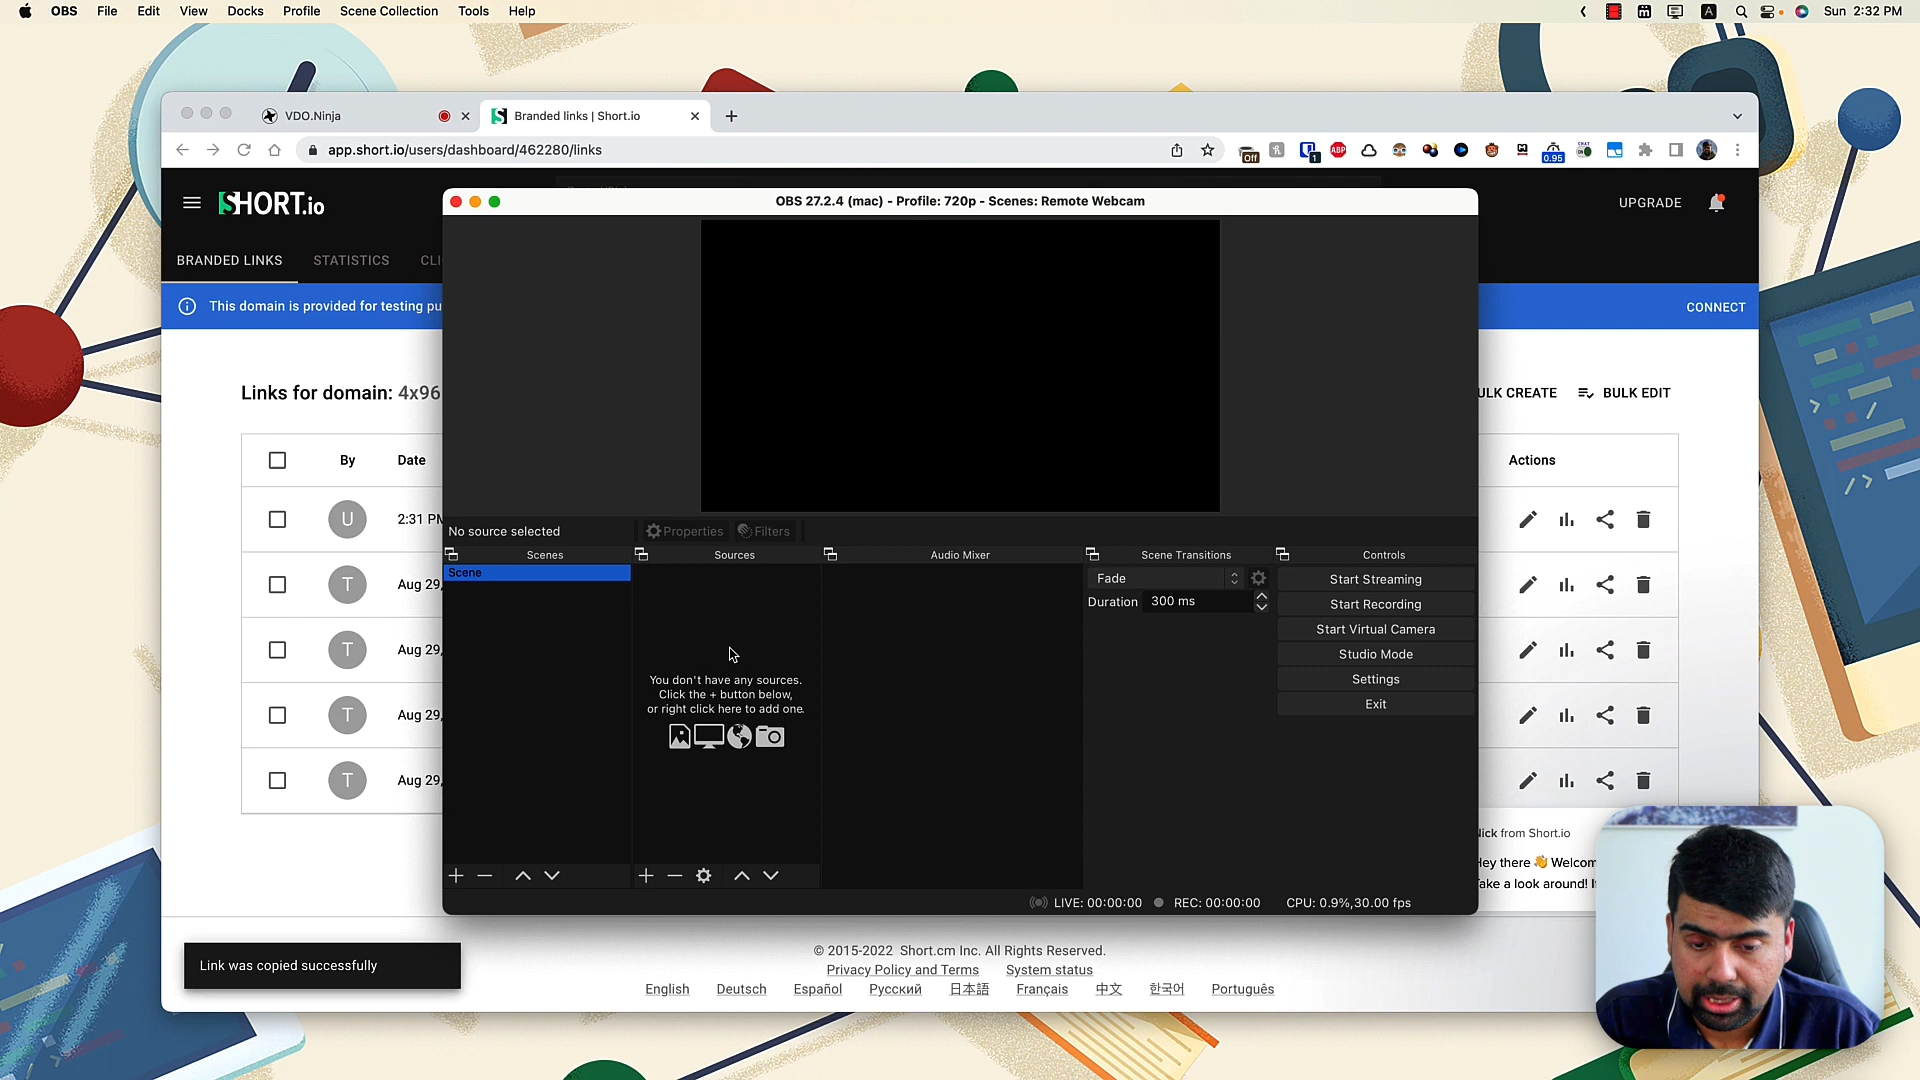 OBS File Edit View Docks Profile Scene Collection Tools Help
A Sun 2:32 PM
VDO.Ninja
Branded links | Short.io
app.short.io/users/dashboard/462280/links
Off 1 ABP 0.95
SHORT.io
UPGRADE
BRANDED LINKS STATISTICS CLI
This domain is provided for testing pu
CONNECT
OBS 27.2.4 (mac) - Profile: 720p - Scenes: Remote Webcam
Links for domain: 4x96
ULK CREATE BULK EDIT
By Date Actions
U 2:31 PM
T Aug 29,
T Aug 29,
T Aug 29,
T Aug 29,
No source selected Properties Filters
Scenes Sources Audio Mixer Scene Transitions Controls
Scene
Fade
Duration 300 ms
Start Streaming
Start Recording
Start Virtual Camera
Studio Mode
Settings
Exit
You don't have any sources.
Click the + button below,
or right click here to add one.
LIVE: 00:00:00 REC: 00:00:00 CPU: 0.9%,30.00 fps
Nick from Short.io
Hey there 👋 Welcom
Take a look around! I
Link was copied successfully
© 2015-2022 Short.cm Inc. All Rights Reserved.
Privacy Policy and Terms System status
English Deutsch Español Русский 日本語 Français 中文 한국어 Português